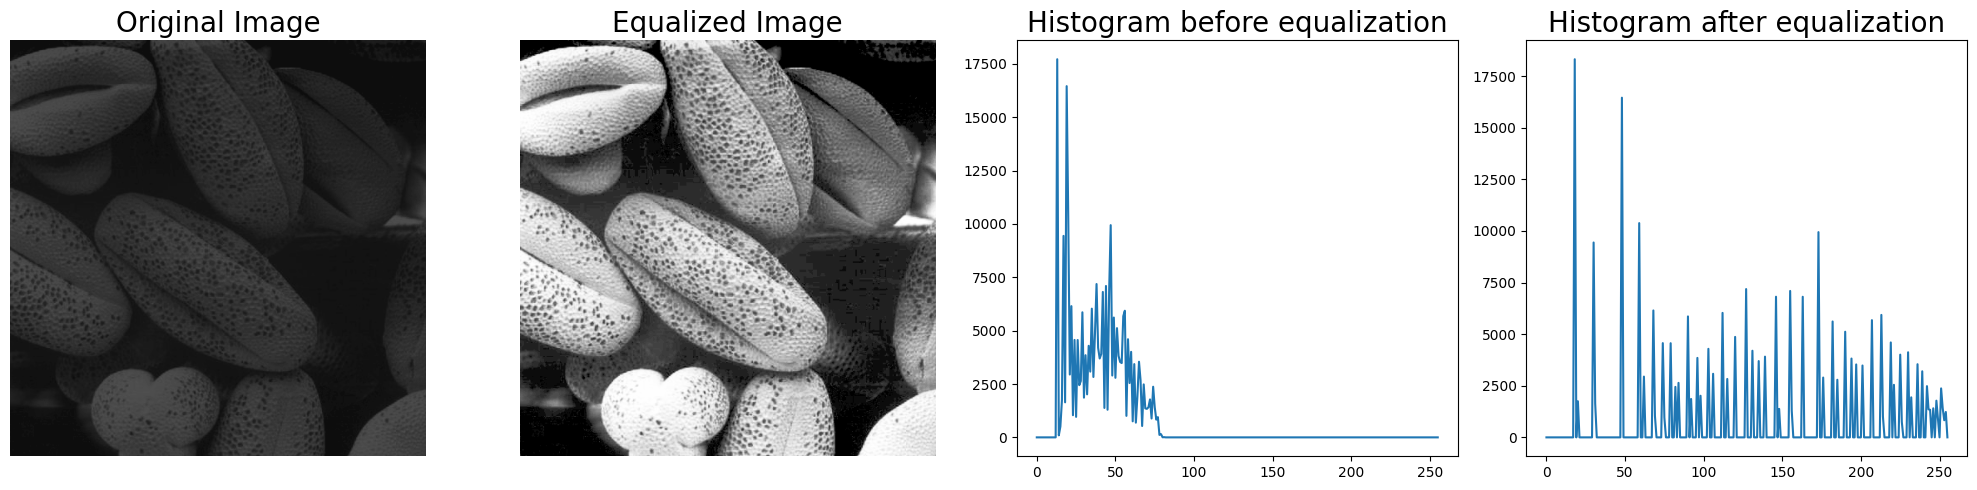 Original Image
Equalized Image
Histogram before equalization
Histogram after equalization
17500
15000
12500
10000
7500
5000
2500
0
0 50 100 150 200 250
17500
15000
12500
10000
7500
5000
2500
0
0 50 100 150 200 250